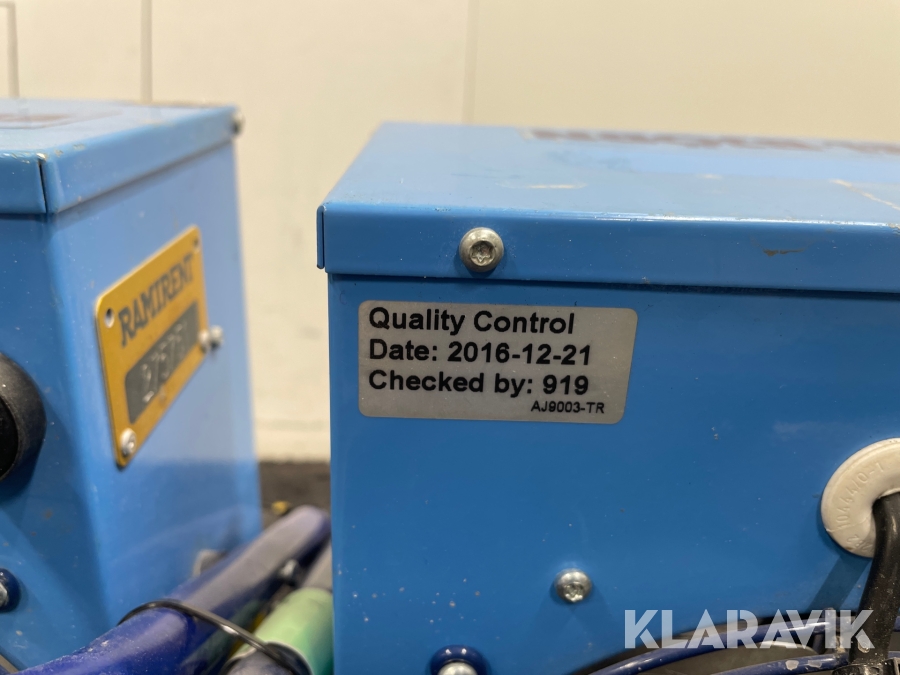 RAMIRENT
Quality Control
Date: 2016-12-21
Checked by: 919
AJ9003-TR
KLARAVIK